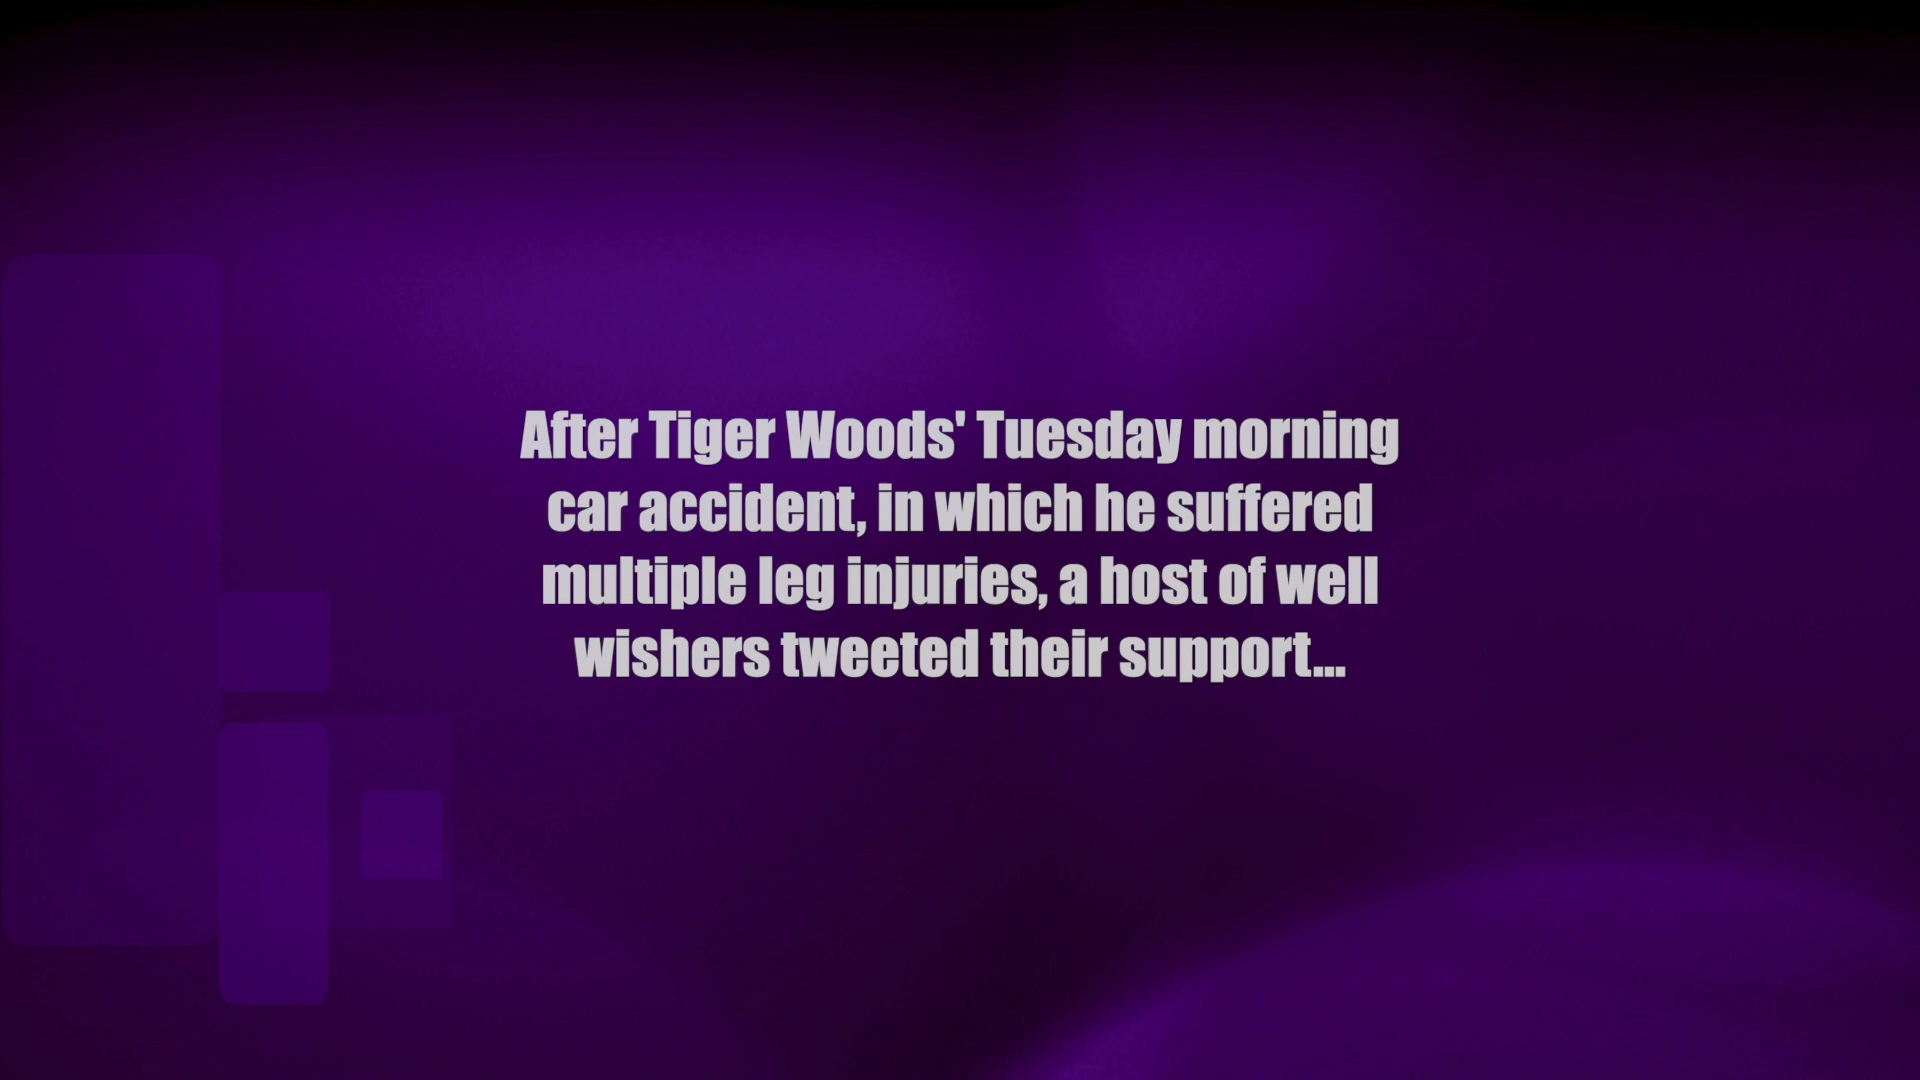 After Tiger Woods' Tuesday morning
car accident, in which he suffered
multiple leg injuries, a host of well
wishers tweeted their support...